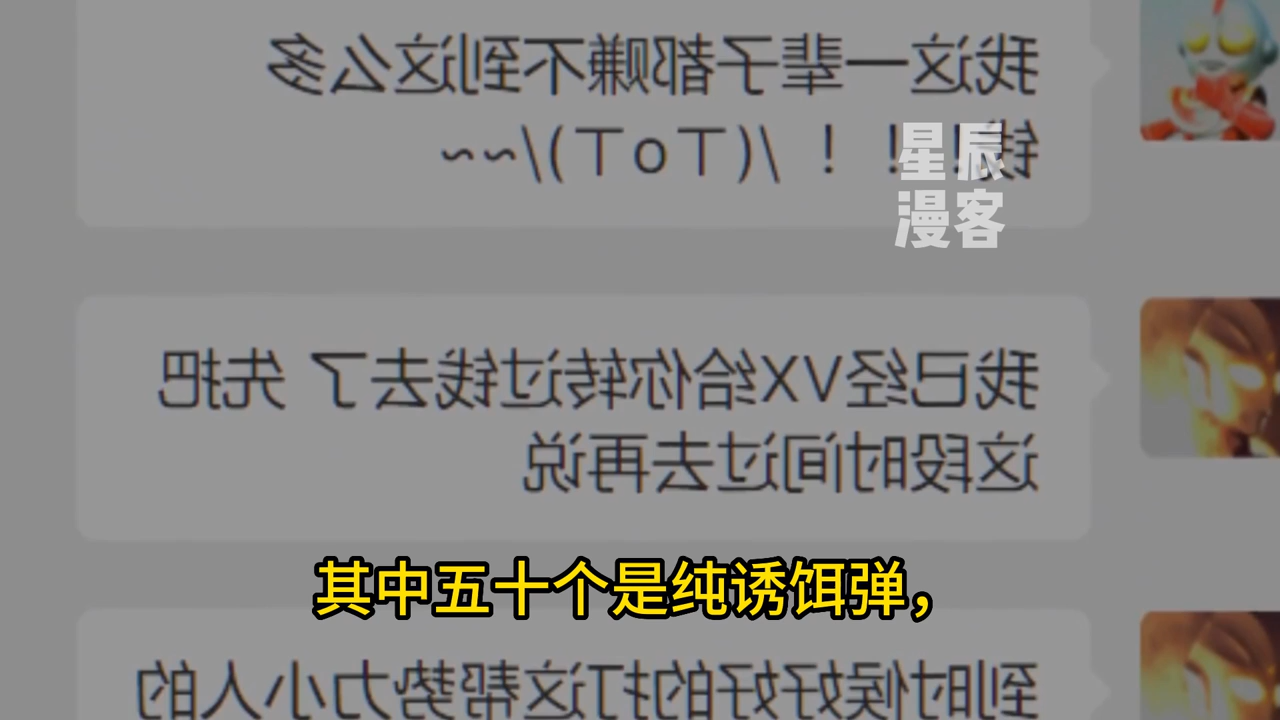 我这一辈子都赚不到这么多
钱！！！\(ToT)/~~
星辰
漫客
我已经VX给你转过钱去了 先把
这段时间过去再说
其中五十个是纯诱饵弹，
到时候好好的打这帮势力小人的